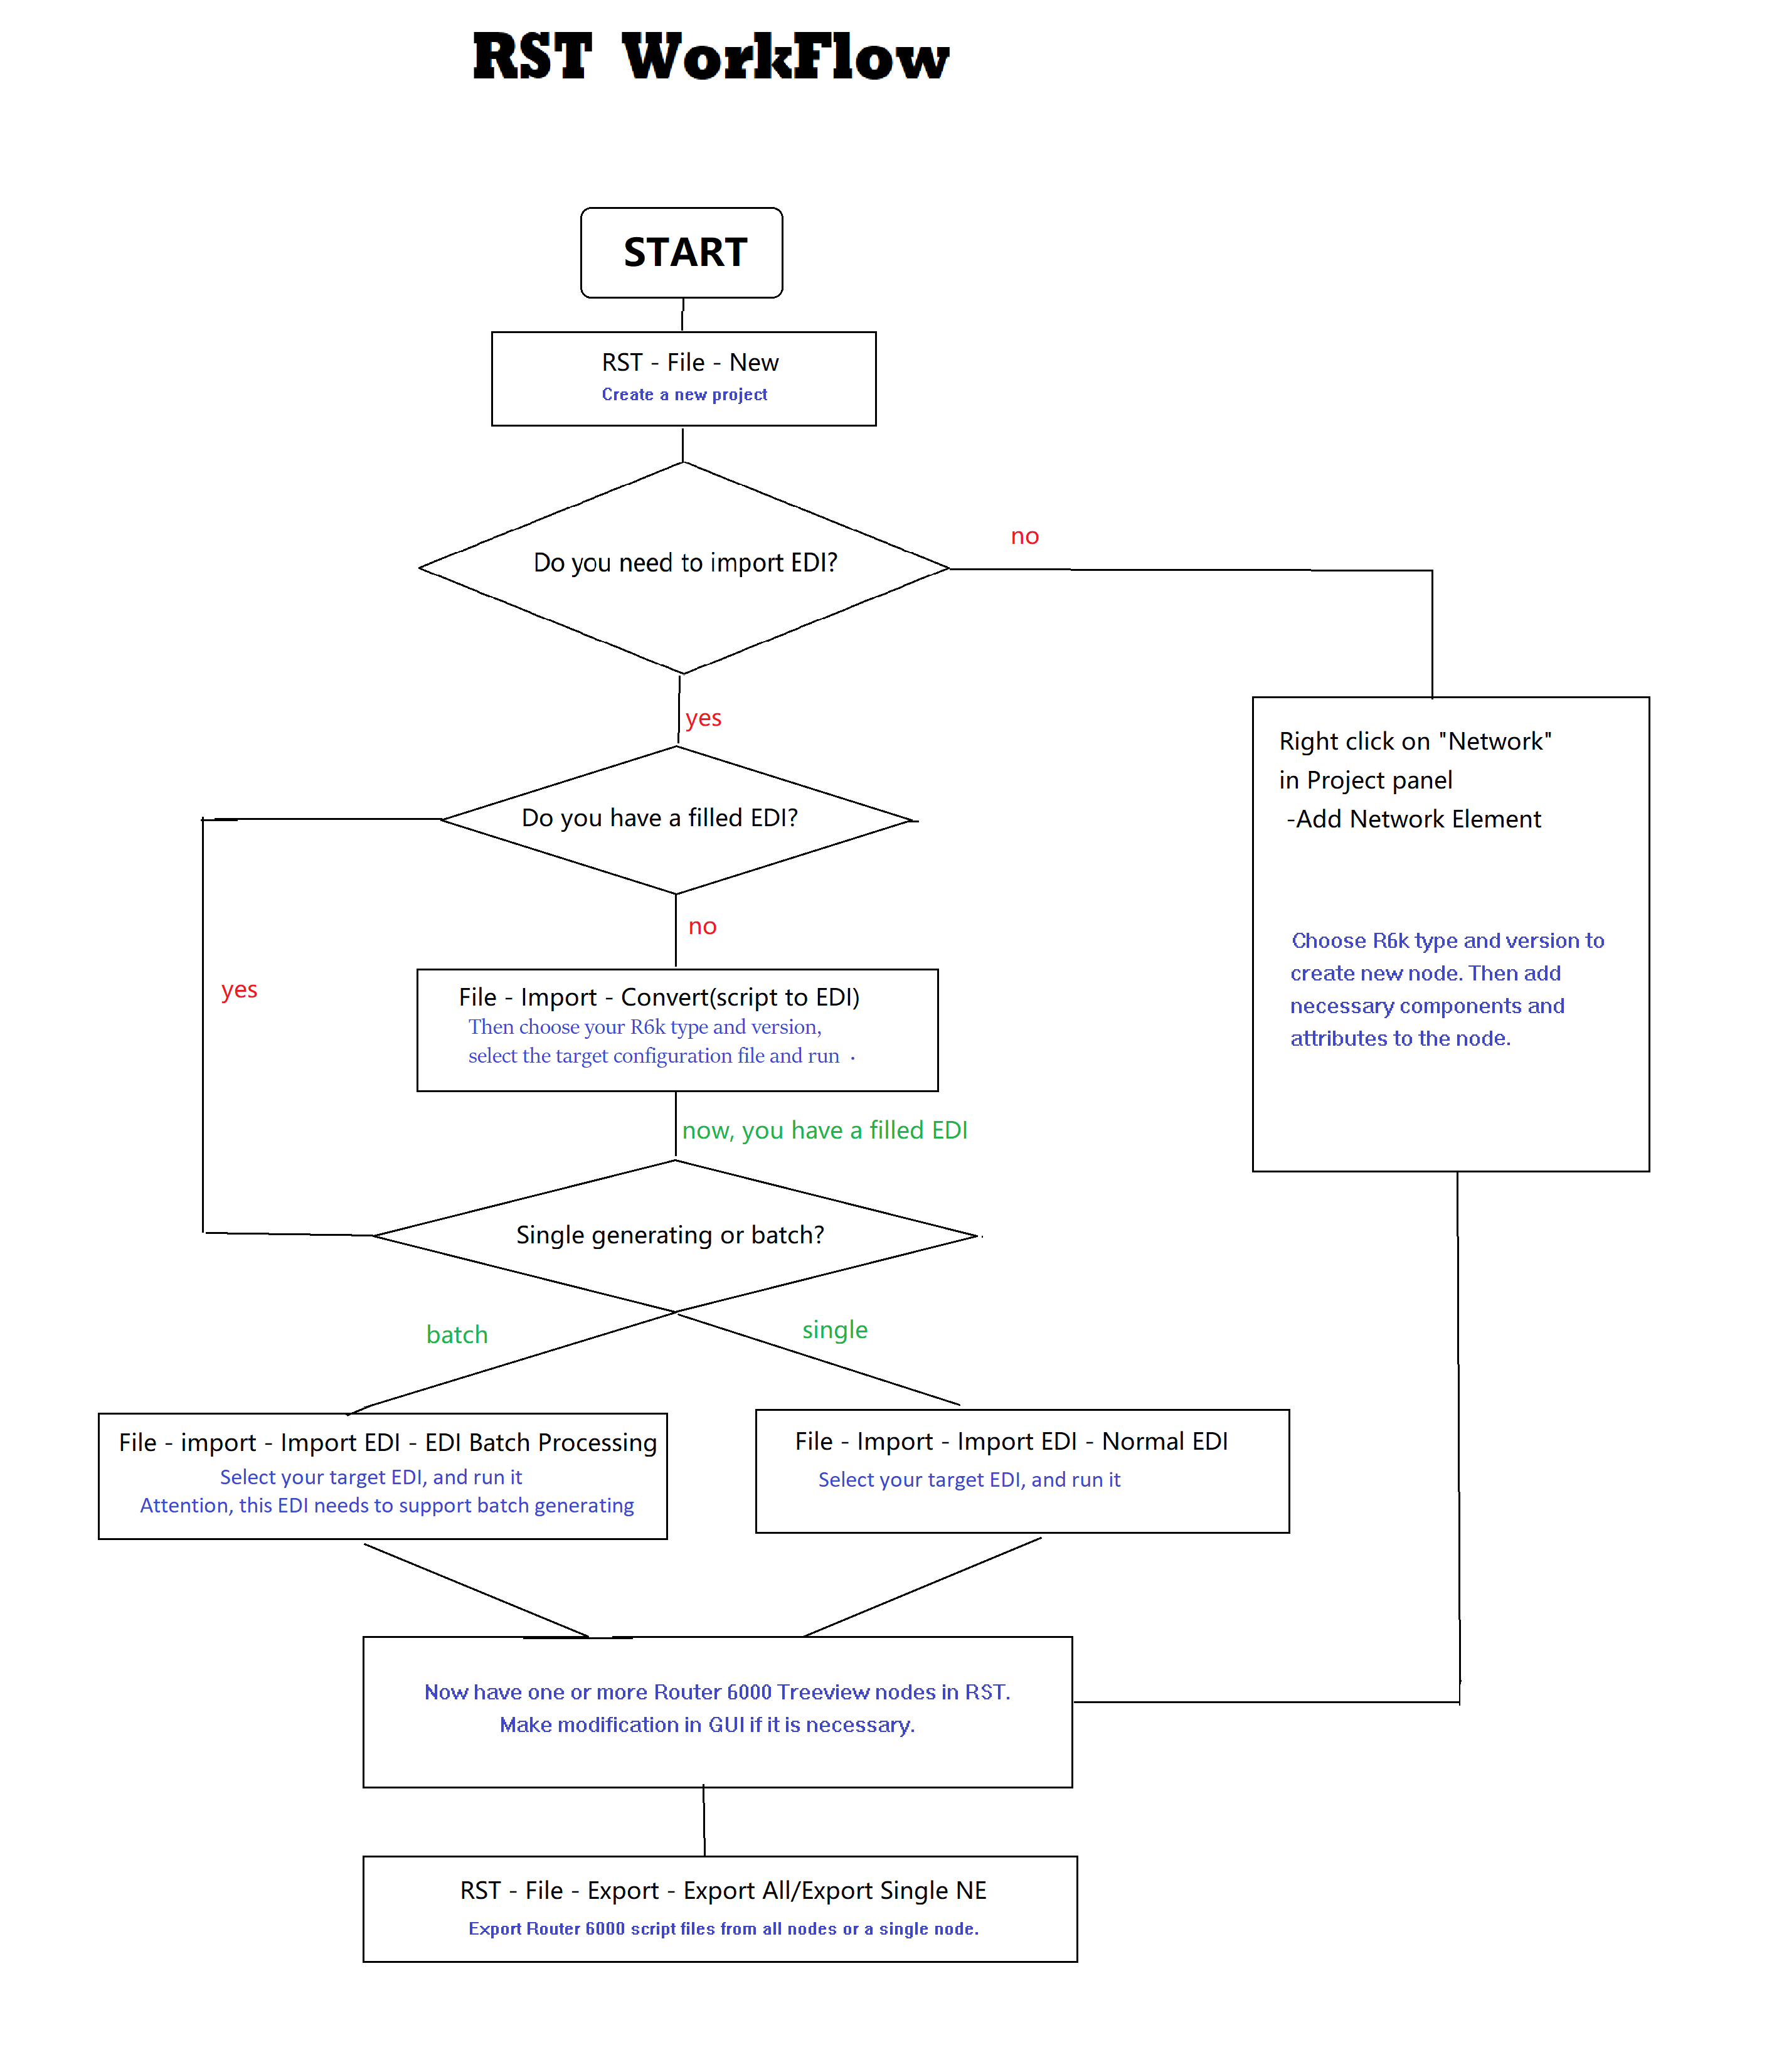 RST WorkFlow
START
RST - File - New
Create a new project
Do you need to import EDI?
no
yes
Right click on "Network"
in Project panel
-Add Network Element
Choose R6k type and version to
create new node. Then add
necessary components and
attributes to the node.
Do you have a filled EDI?
no
yes
File - Import - Convert(script to EDI)
Then choose your R6k type and version,
select the target configuration file and run .
now, you have a filled EDI
Single generating or batch?
batch
single
File - import - Import EDI - EDI Batch Processing
Select your target EDI, and run it
Attention, this EDI needs to support batch generating
File - Import - Import EDI - Normal EDI
Select your target EDI, and run it
Now have one or more Router 6000 Treeview nodes in RST.
Make modification in GUI if it is necessary.
RST - File - Export - Export All/Export Single NE
Export Router 6000 script files from all nodes or a single node.